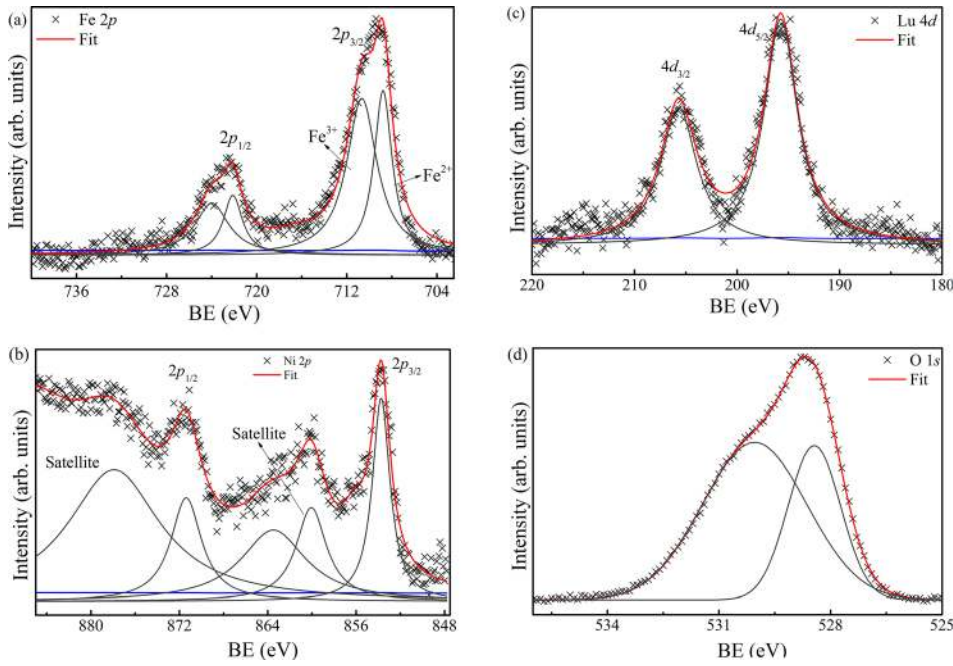 (a)
× Fe 2p
Fit
2p3/2
2p1/2
Fe3+
Fe2+
Intensity (arb. units)
736 728 720 712 704
BE (eV)
(c)
× Lu 4d
Fit
4d5/2
4d3/2
Intensity (arb. units)
220 210 200 190 180
BE (eV)
(b)
× Ni 2p
Fit
2p1/2
2p3/2
Satellite
Satellite
Intensity (arb. units)
880 872 864 856 848
BE (eV)
(d)
× O 1s
Fit
Intensity (arb. units)
534 531 528 525
BE (eV)